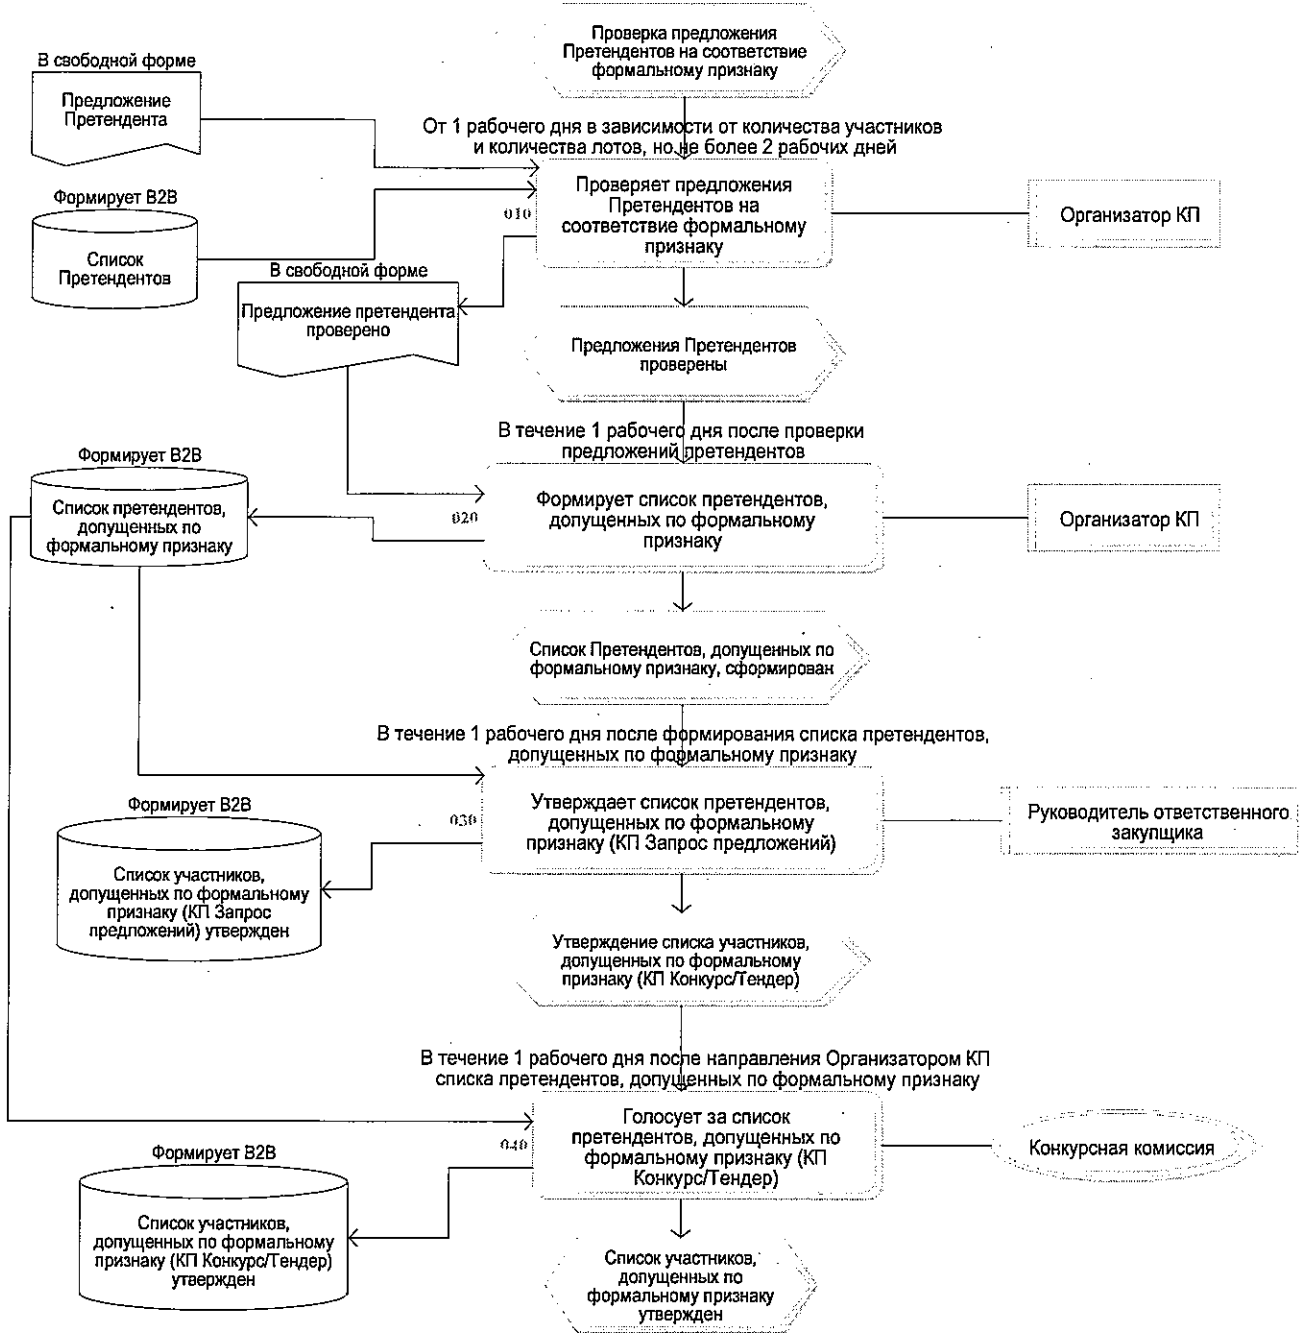 Проверка предложения
Претендентов на соответствие
формальному признаку
В свободной форме
Предложение
Претендента
От 1 рабочего дня в зависимости от количества участников
и количества лотов, но не более 2 рабочих дней
Формирует B2B
Список
Претендентов
010
Проверяет предложения
Претендентов на
соответствие формальному
признаку
Организатор КП
В свободной форме
Предложение претендента
проверено
Предложения Претендентов
проверены
В течение 1 рабочего дня после проверки
предложений претендентов
Формирует B2B
Список претендентов,
допущенных по
формальному признаку
020
Формирует список претендентов,
допущенных по формальному
признаку
Организатор КП
Список Претендентов, допущенных по
формальному признаку, сформирован
В течение 1 рабочего дня после формирования списка претендентов,
допущенных по формальному признаку
Формирует B2B
Список участников,
допущенных по формальному
признаку (КП Запрос
предложений) утвержден
030
Утверждает список претендентов,
допущенных по формальному
признаку (КП Запрос предложений)
Руководитель ответственного
закупщика
Утверждение списка участников,
допущенных по формальному
признаку (КП Конкурс/Тендер)
В течение 1 рабочего дня после направления Организатором КП
списка претендентов, допущенных по формальному признаку
Формирует B2B
Список участников,
допущенных по формальному
признаку (КП Конкурс/Тендер)
утвержден
040
Голосует за список
претендентов, допущенных по
формальному признаку (КП
Конкурс/Тендер)
Конкурсная комиссия
Список участников,
допущенных по
формальному признаку
утвержден